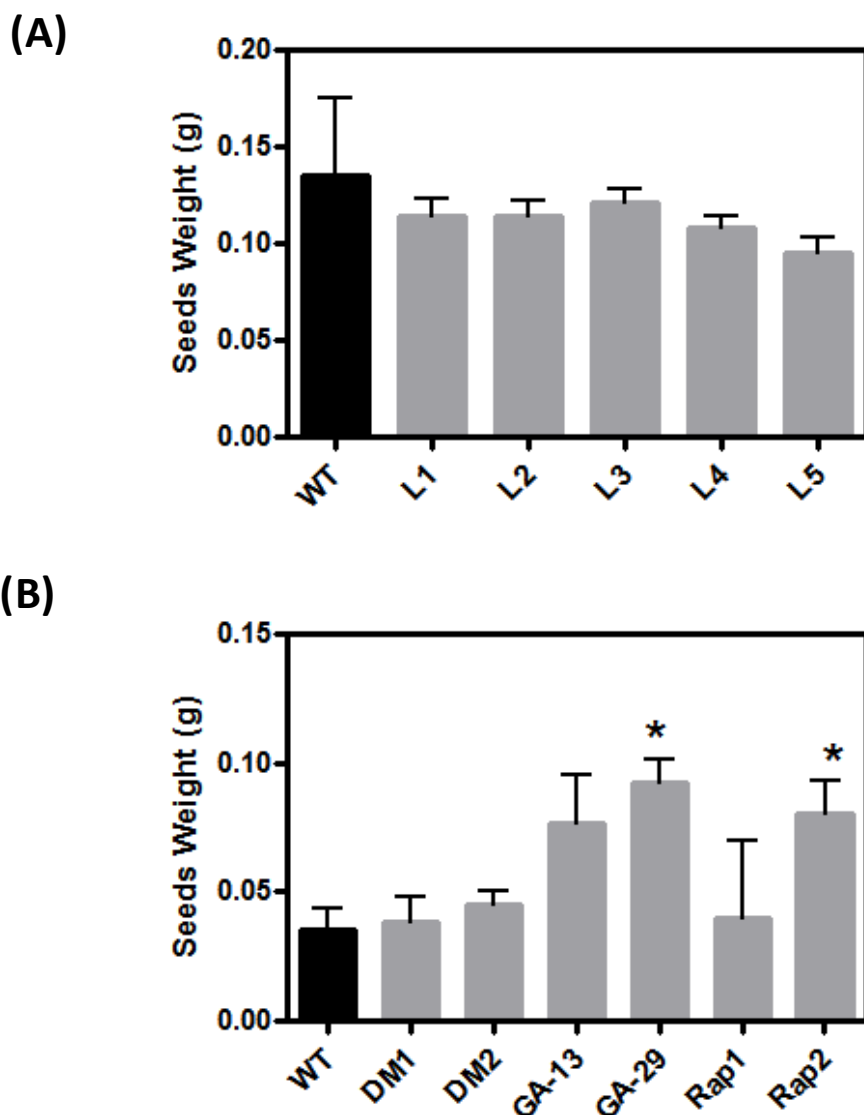 (A)
Seeds Weight (g)
0.20
0.15
0.10
0.05
0.00
WT L1 L2 L3 L4 L5
(B)
Seeds Weight (g)
0.15
0.10
0.05
0.00
* *
WT DM1 DM2 GA-13 GA-29 Rap1 Rap2